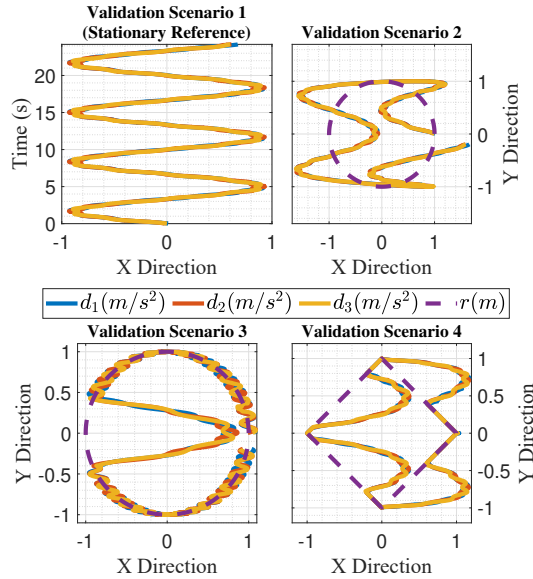 Validation Scenario 1
(Stationary Reference)
Validation Scenario 2
Time (s)
20
15
10
5
0
-1 0 1
X Direction
1
0
-1
Y Direction
-1 0 1
X Direction
d₁(m/s²) d₂(m/s²) d₃(m/s²) r(m)
Validation Scenario 3
Validation Scenario 4
Y Direction
1
0.5
0
-0.5
-1
-1 0 1
X Direction
1
0.5
0
-0.5
-1
Y Direction
-1 0 1
X Direction